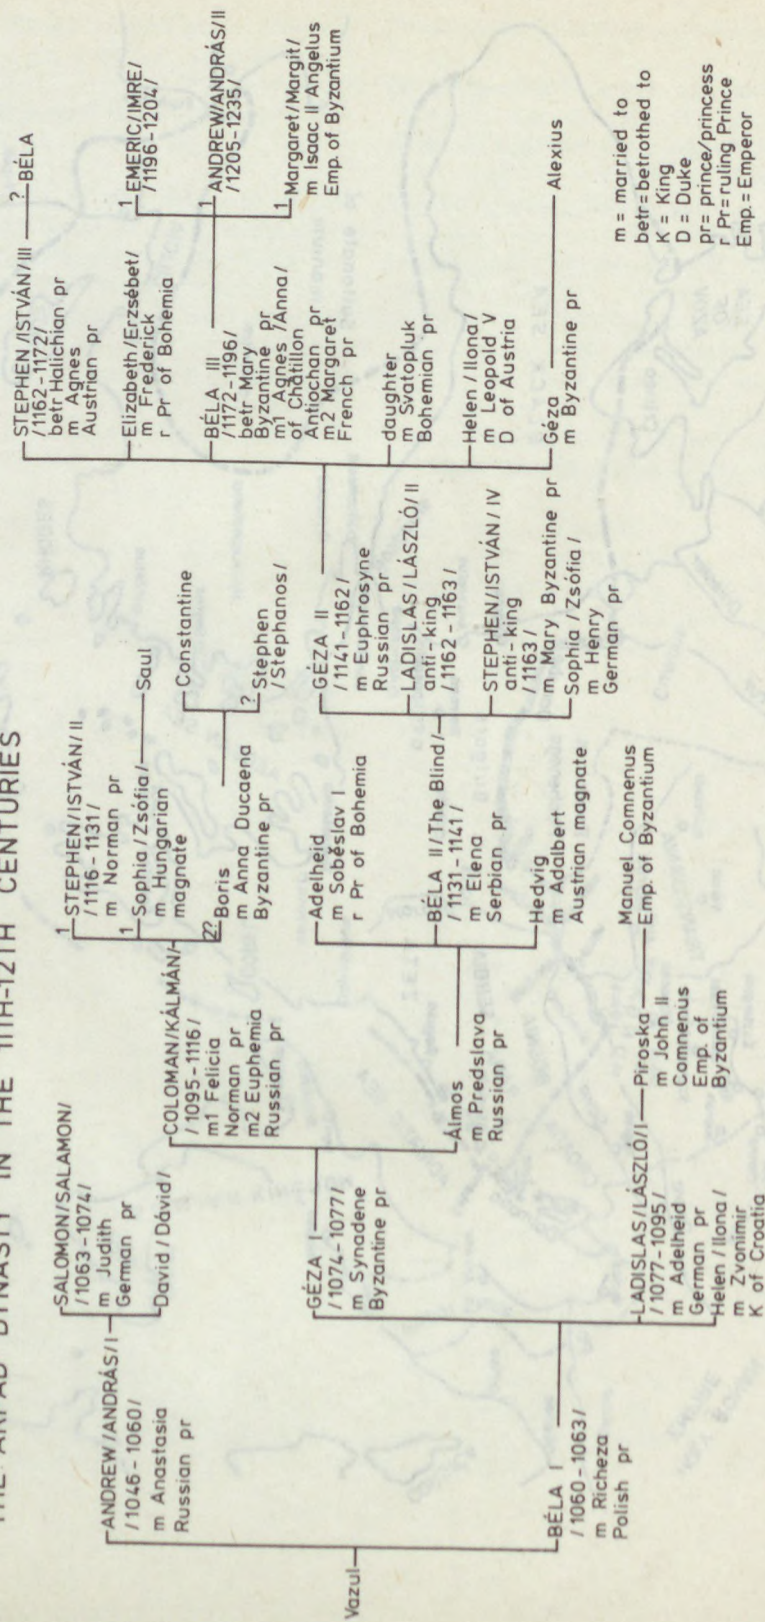 THE ÁRPÁD DYNASTY IN THE 11TH-12TH CENTURIES
Vazul
ANDREW/ANDRÁS/I
/1046-1060/
m Anastasia
Russian pr
BÉLA I
/1060-1063/
m Richeza
Polish pr
SALOMON/SALAMON/
/1063-1074/
m Judith
German pr
David/Dávid/
GÉZA I
/1074-1077/
m Synadene
Byzantine pr
LADISLAS/LÁSZLÓ/I
/1077-1095/
m Adelheid
German pr
Helen/Ilona/
m Zvonimir
K of Croatia
COLOMAN/KÁLMÁN/
/1095-1116/
m1 Felicia
Norman pr
m2 Euphemia
Russian pr
Álmos
m Predslava
Russian pr
Piroska
m John II
Comnenus
Emp. of
Byzantium
1 STEPHEN/ISTVÁN/II
/1116-1131/
m Norman pr
1 Sophia/Zsófia/
m Hungarian
magnate
2? Boris
m Anna Ducaena
Byzantine pr
Adelheid
m Soběslav I
r Pr of Bohemia
BÉLA II/The Blind/
/1131-1141/
m Elena
Serbian pr
Hedvig
m Adalbert
Austrian magnate
Manuel Comnenus
Emp. of Byzantium
Saul
Constantine
? Stephen
/Stephanos/
GÉZA II
/1141-1162/
m Euphrosyne
Russian pr
LADISLAS/LÁSZLÓ/II
anti-king
/1162-1163/
STEPHEN/ISTVÁN/IV
anti-king
/1163/
m Mary Byzantine pr
Sophia/Zsófia/
m Henry
German pr
STEPHEN/ISTVÁN/III
/1162-1172/
betr Halichian pr
m Agnes
Austrian pr
Elizabeth/Erzsébet/
m Frederick
r Pr of Bohemia
BÉLA III
/1172-1196/
betr Mary
Byzantine pr
m1 Agnes/Anna/
of Châtillon
Antiochan pr
m2 Margaret
French pr
daughter
m Svatopluk
Bohemian pr
Helen/Ilona/
m Leopold V
D of Austria
Géza
m Byzantine pr
? BÉLA
1 EMERIC/IMRE/
/1196-1204/
1 ANDREW/ANDRÁS/II
/1205-1235/
1 Margaret/Margit/
m Isaac II Angelus
Emp. of Byzantium
Alexius
m = married to
betr = betrothed to
K = King
D = Duke
pr = prince/princess
r Pr = ruling Prince
Emp. = Emperor